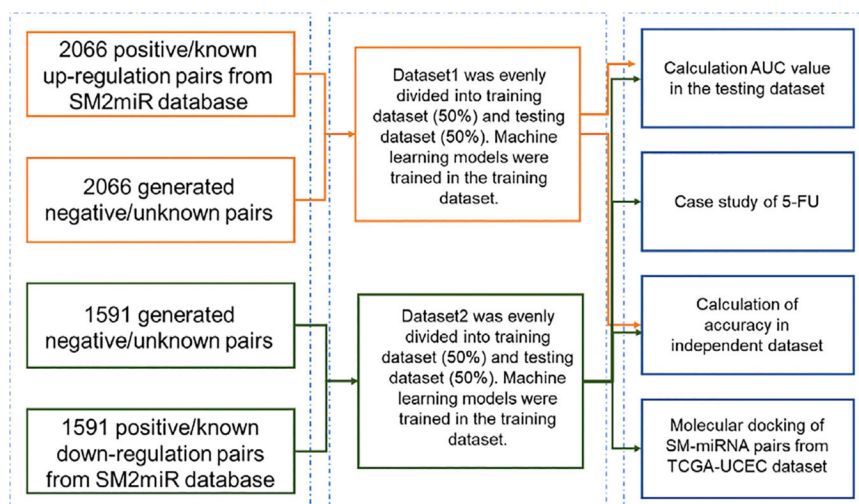 2066 positive/known
up-regulation pairs from
SM2miR database
2066 generated
negative/unknown pairs
1591 generated
negative/unknown pairs
1591 positive/known
down-regulation pairs
from SM2miR database
Dataset1 was evenly
divided into training
dataset (50%) and testing
dataset (50%). Machine
learning models were
trained in the training
dataset.
Dataset2 was evenly
divided into training
dataset (50%) and testing
dataset (50%). Machine
learning models were
trained in the training
dataset.
Calculation AUC value
in the testing dataset
Case study of 5-FU
Calculation of
accuracy in
independent dataset
Molecular docking of
SM-miRNA pairs from
TCGA-UCEC dataset